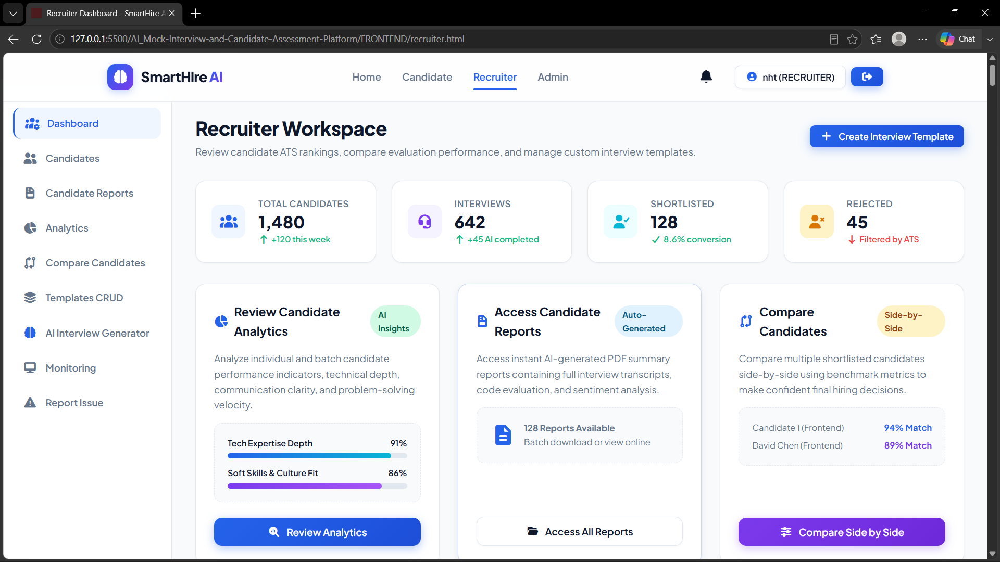 Recruiter Dashboard - SmartHire A
127.0.0.1:5500/AI_Mock-Interview-and-Candidate-Assessment-Platform/FRONTEND/recruiter.html
Chat
SmartHire AI
Home
Candidate
Recruiter
Admin
nht (RECRUITER)
Dashboard
Candidates
Candidate Reports
Analytics
Compare Candidates
Templates CRUD
AI Interview Generator
Monitoring
Report Issue
Recruiter Workspace
Review candidate ATS rankings, compare evaluation performance, and manage custom interview templates.
Create Interview Template
TOTAL CANDIDATES
1,480
+120 this week
INTERVIEWS
642
+45 AI completed
SHORTLISTED
128
8.6% conversion
REJECTED
45
Filtered by ATS
Review Candidate
Analytics
AI
Insights
Analyze individual and batch candidate
performance indicators, technical depth,
communication clarity, and problem-solving
velocity.
Tech Expertise Depth 91%
Soft Skills & Culture Fit 86%
Review Analytics
Access Candidate
Reports
Auto-
Generated
Access instant AI-generated PDF summary
reports containing full interview transcripts,
code evaluation, and sentiment analysis.
128 Reports Available
Batch download or view online
Access All Reports
Compare
Candidates
Side-by-
Side
Compare multiple shortlisted candidates
side-by-side using benchmark metrics to
make confident final hiring decisions.
Candidate 1 (Frontend) 94% Match
David Chen (Frontend) 89% Match
Compare Side by Side